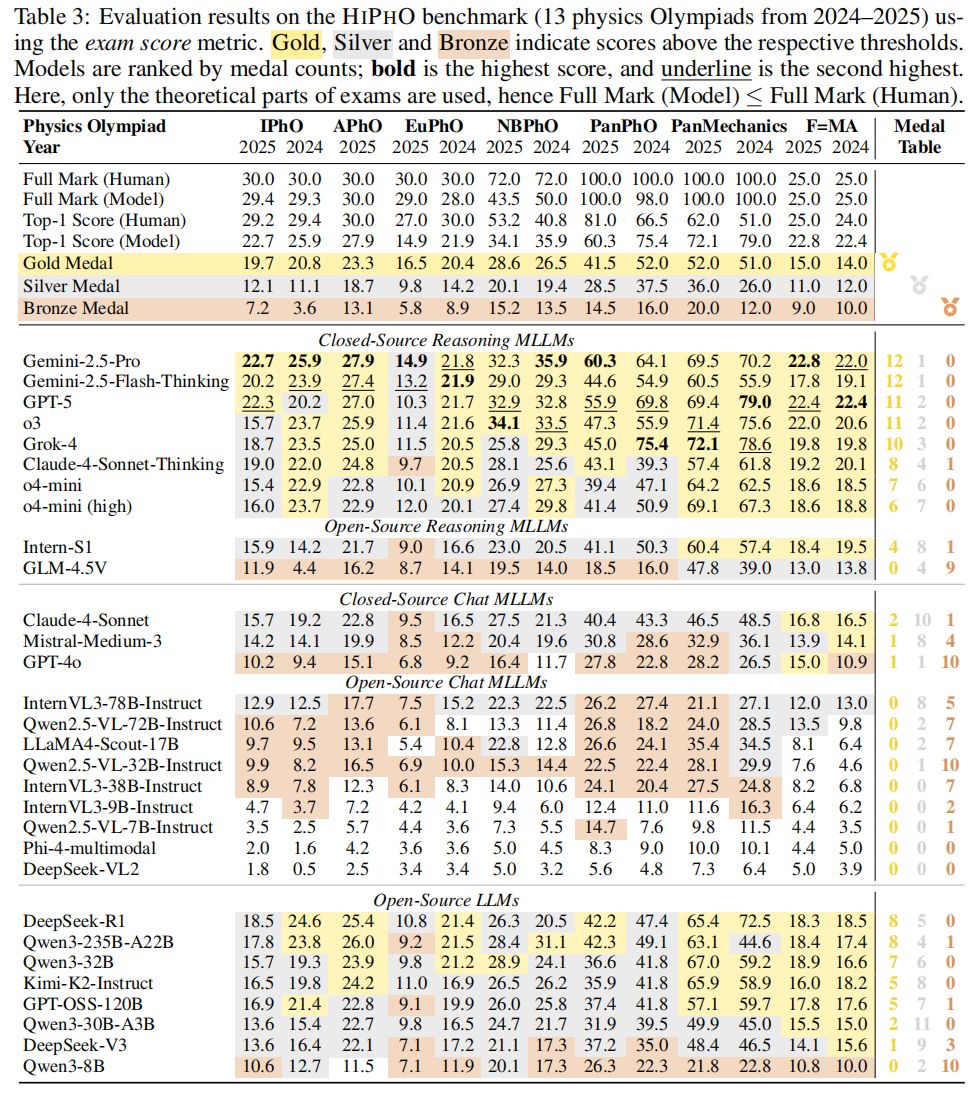 Table 3: Evaluation results on the HIPHO benchmark (13 physics Olympiads from 2024–2025) us-
ing the exam score metric. Gold, Silver and Bronze indicate scores above the respective thresholds.
Models are ranked by medal counts; bold is the highest score, and underline is the second highest.
Here, only the theoretical parts of exams are used, hence Full Mark (Model) ≤ Full Mark (Human).
Physics Olympiad IPhO APhO EuPhO NBPhO PanPhO PanMechanics F=MA Medal
Year 2025 2024 2025 2025 2024 2025 2024 2025 2024 2025 2024 2025 2024 Table
Full Mark (Human) 30.0 30.0 30.0 30.0 30.0 72.0 72.0 100.0 100.0 100.0 100.0 25.0 25.0
Full Mark (Model) 29.4 29.3 30.0 29.0 28.0 43.5 50.0 100.0 98.0 100.0 100.0 25.0 25.0
Top-1 Score (Human) 29.2 29.4 30.0 27.0 30.0 53.2 40.8 81.0 66.5 62.0 51.0 25.0 24.0
Top-1 Score (Model) 22.7 25.9 27.9 14.9 21.9 34.1 35.9 60.3 75.4 72.1 79.0 22.8 22.4
Gold Medal 19.7 20.8 23.3 16.5 20.4 28.6 26.5 41.5 52.0 52.0 51.0 15.0 14.0
Silver Medal 12.1 11.1 18.7 9.8 14.2 20.1 19.4 28.5 37.5 36.0 26.0 11.0 12.0
Bronze Medal 7.2 3.6 13.1 5.8 8.9 15.2 13.5 14.5 16.0 20.0 12.0 9.0 10.0
Closed-Source Reasoning MLLMs
Gemini-2.5-Pro 22.7 25.9 27.9 14.9 21.8 32.3 35.9 60.3 64.1 69.5 70.2 22.8 22.0 12 1 0
Gemini-2.5-Flash-Thinking 20.2 23.9 27.4 13.2 21.9 29.0 29.3 44.6 54.9 60.5 55.9 17.8 19.1 12 1 0
GPT-5 22.3 20.2 27.0 10.3 21.7 32.9 32.8 55.9 69.8 69.4 79.0 22.4 22.4 11 2 0
o3 15.7 23.7 25.9 11.4 21.6 34.1 33.5 47.3 55.9 71.4 75.6 22.0 20.6 11 2 0
Grok-4 18.7 23.5 25.0 11.5 20.5 25.8 29.3 45.0 75.4 72.1 78.6 19.8 19.8 10 3 0
Claude-4-Sonnet-Thinking 19.0 22.0 24.8 9.7 20.5 28.1 25.6 43.1 39.3 57.4 61.8 19.2 20.1 8 4 1
o4-mini 15.4 22.9 22.8 10.1 20.9 26.9 27.3 39.4 47.1 64.2 62.5 18.6 18.5 7 6 0
o4-mini (high) 16.0 23.7 22.9 12.0 20.1 27.4 29.8 41.4 50.9 69.1 67.3 18.6 18.8 6 7 0
Open-Source Reasoning MLLMs
Intern-S1 15.9 14.2 21.7 9.0 16.6 23.0 20.5 41.1 50.3 60.4 57.4 18.4 19.5 4 8 1
GLM-4.5V 11.9 4.4 16.2 8.7 14.1 19.5 14.0 18.5 16.0 47.8 39.0 13.0 13.8 0 4 9
Closed-Source Chat MLLMs
Claude-4-Sonnet 15.7 19.2 22.8 9.5 16.5 27.5 21.3 40.4 43.3 46.5 48.5 16.8 16.5 2 10 1
Mistral-Medium-3 14.2 14.1 19.9 8.5 12.2 20.4 19.6 30.8 28.6 32.9 36.1 13.9 14.1 1 8 4
GPT-4o 10.2 9.4 15.1 6.8 9.2 16.4 11.7 27.8 22.8 28.2 26.5 15.0 10.9 1 1 10
Open-Source Chat MLLMs
InternVL3-78B-Instruct 12.9 12.5 17.7 7.5 15.2 22.3 22.5 26.2 27.4 21.1 27.1 12.0 13.0 0 8 5
Qwen2.5-VL-72B-Instruct 10.6 7.2 13.6 6.1 8.1 13.3 11.4 26.8 18.2 24.0 28.5 13.5 9.8 0 2 7
LLaMA4-Scout-17B 9.7 9.5 13.1 5.4 10.4 22.8 12.8 26.6 24.1 35.4 34.5 8.1 6.4 0 2 7
Qwen2.5-VL-32B-Instruct 9.9 8.2 16.5 6.9 10.0 15.3 14.4 22.5 22.4 28.1 29.9 7.6 4.6 0 1 10
InternVL3-38B-Instruct 8.9 7.8 12.3 6.1 8.3 14.0 10.6 24.1 20.4 27.5 24.8 8.2 6.8 0 0 7
InternVL3-9B-Instruct 4.7 3.7 7.2 4.2 4.1 9.4 6.0 12.4 11.0 11.6 16.3 6.4 6.2 0 0 2
Qwen2.5-VL-7B-Instruct 3.5 2.5 5.7 4.4 3.6 7.3 5.5 14.7 7.6 9.8 11.5 4.4 3.5 0 0 1
Phi-4-multimodal 2.0 1.6 4.2 3.6 3.6 5.0 4.5 8.3 9.0 10.0 10.1 4.4 5.0 0 0 0
DeepSeek-VL2 1.8 0.5 2.5 3.4 3.4 5.0 3.2 5.6 4.8 7.3 6.4 5.0 3.9 0 0 0
Open-Source LLMs
DeepSeek-R1 18.5 24.6 25.4 10.8 21.4 26.3 20.5 42.2 47.4 65.4 72.5 18.3 18.5 8 5 0
Qwen3-235B-A22B 17.8 23.8 26.0 9.2 21.5 28.4 31.1 42.3 49.1 63.1 44.6 18.4 17.4 8 4 1
Qwen3-32B 15.7 19.3 23.9 9.8 21.2 28.9 24.1 36.6 41.8 67.0 59.2 18.9 16.6 7 6 0
Kimi-K2-Instruct 16.5 19.8 24.2 11.0 16.9 26.5 26.2 35.9 41.8 65.9 58.9 16.0 18.2 5 8 0
GPT-OSS-120B 16.9 21.4 22.8 9.1 19.9 26.0 25.8 37.4 41.8 57.1 59.7 17.8 17.6 5 7 1
Qwen3-30B-A3B 13.6 15.4 22.7 9.8 16.5 24.7 21.7 31.9 39.5 49.9 45.0 15.5 15.0 2 11 0
DeepSeek-V3 13.6 16.4 22.1 7.1 17.2 21.1 17.3 37.2 35.0 48.4 46.5 14.1 15.6 1 9 3
Qwen3-8B 10.6 12.7 11.5 7.1 11.9 20.1 17.3 26.3 22.3 21.8 22.8 10.8 10.0 0 2 10